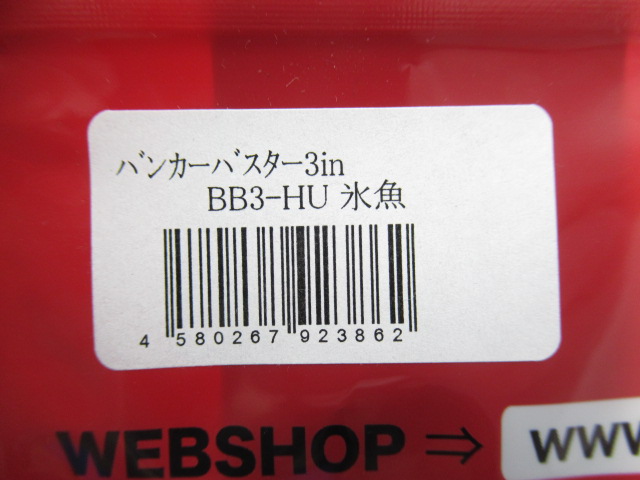 ﾊﾞﾝｶｰﾊﾞｽﾀｰ3in
BB3-HU 氷魚
4 580267 923862
WEBSHOP ⇒ www